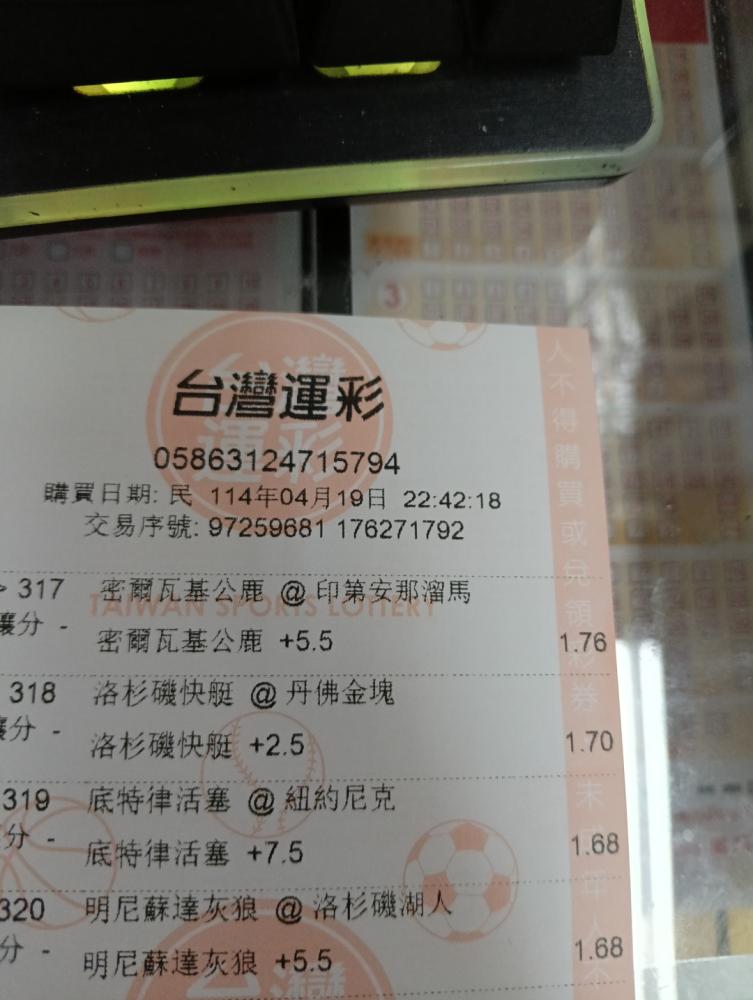 3
台灣運彩
05863124715794
購買日期: 民 114年04月19日 22:42:18
交易序號: 97259681 176271792
> 317 密爾瓦基公鹿 @ 印第安那溜馬
TAIWAN SPORTS LOTTERY
讓分 - 密爾瓦基公鹿 +5.5 1.76
318 洛杉磯快艇 @ 丹佛金塊
讓分 - 洛杉磯快艇 +2.5 1.70
319 底特律活塞 @ 紐約尼克
分 - 底特律活塞 +7.5 1.68
320 明尼蘇達灰狼 @ 洛杉磯湖人
分 - 明尼蘇達灰狼 +5.5 1.68
人不得購買或兌領彩券 未
台灣